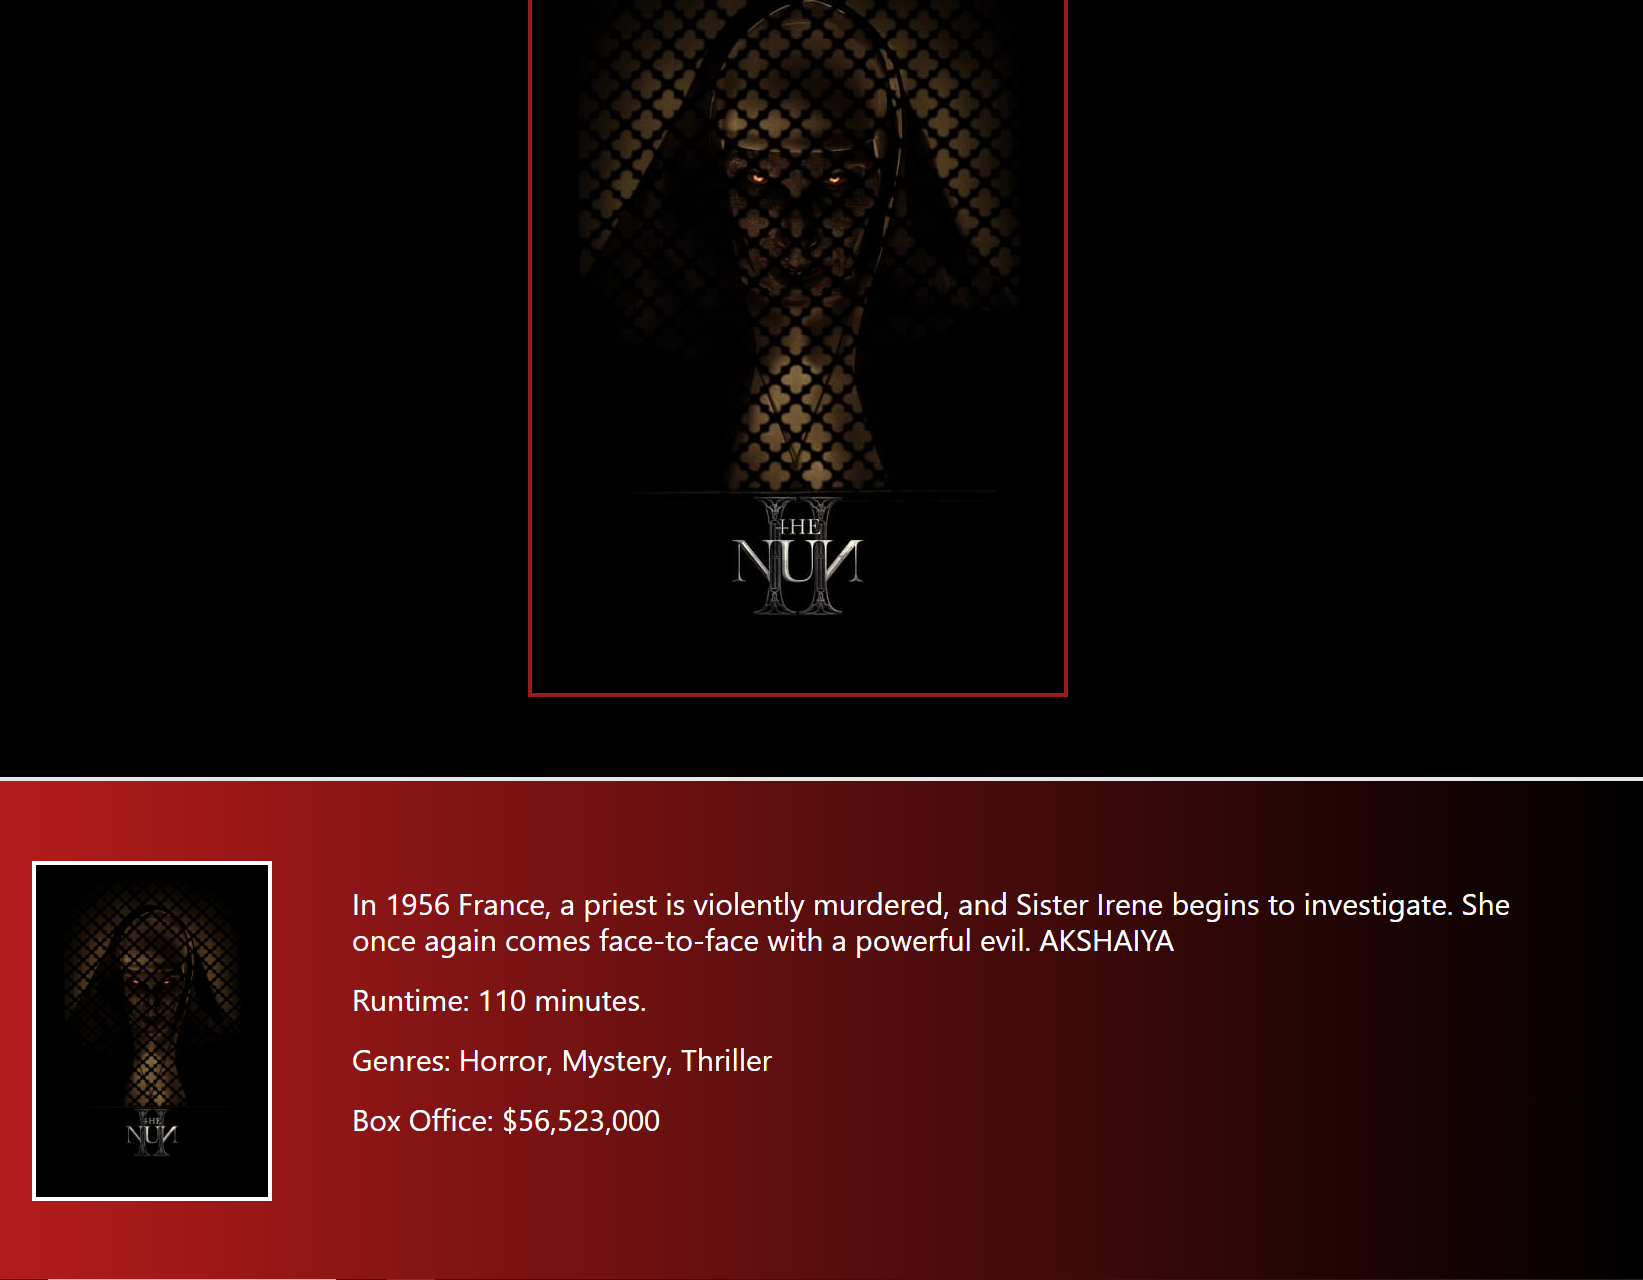 THE
NUN
II
In 1956 France, a priest is violently murdered, and Sister Irene begins to investigate. She
once again comes face-to-face with a powerful evil. AKSHAIYA
Runtime: 110 minutes.
Genres: Horror, Mystery, Thriller
Box Office: $56,523,000
THE
NUN
II